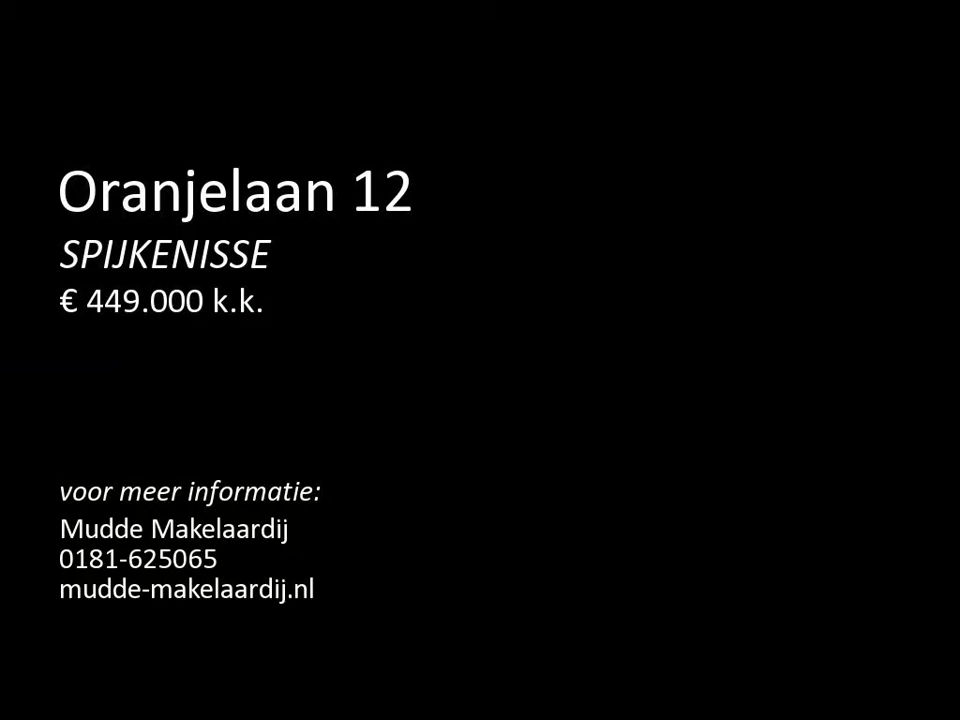 Oranjelaan 12
SPIJKENISSE
€ 449.000 k.k.
voor meer informatie:
Mudde Makelaardij
0181-625065
mudde-makelaardij.nl